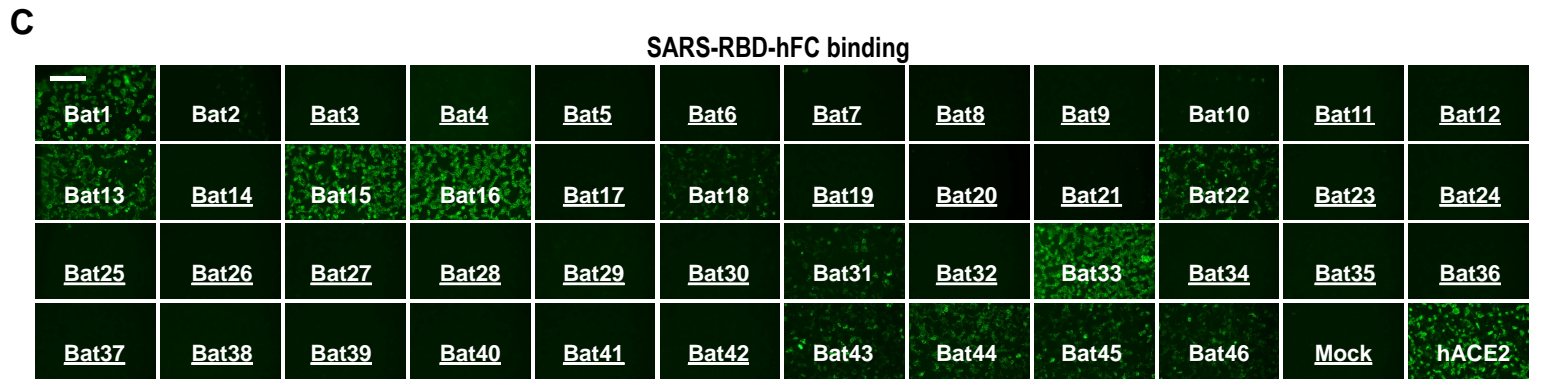 C
SARS-RBD-hFC binding
Bat1 Bat2 Bat3 Bat4 Bat5 Bat6 Bat7 Bat8 Bat9 Bat10 Bat11 Bat12
Bat13 Bat14 Bat15 Bat16 Bat17 Bat18 Bat19 Bat20 Bat21 Bat22 Bat23 Bat24
Bat25 Bat26 Bat27 Bat28 Bat29 Bat30 Bat31 Bat32 Bat33 Bat34 Bat35 Bat36
Bat37 Bat38 Bat39 Bat40 Bat41 Bat42 Bat43 Bat44 Bat45 Bat46 Mock hACE2